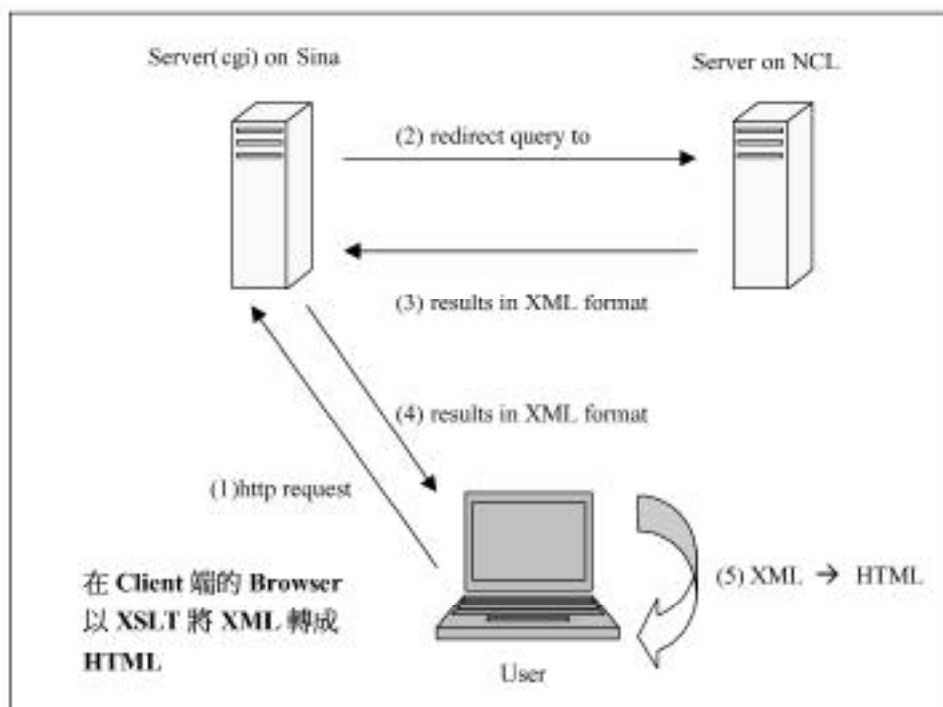 Server(cgi) on Sina
Server on NCL
(2) redirect query to
(3) results in XML format
(4) results in XML format
(1)http request
(5) XML → HTML
在 Client 端的 Browser
以 XSLT 將 XML 轉成
HTML
User